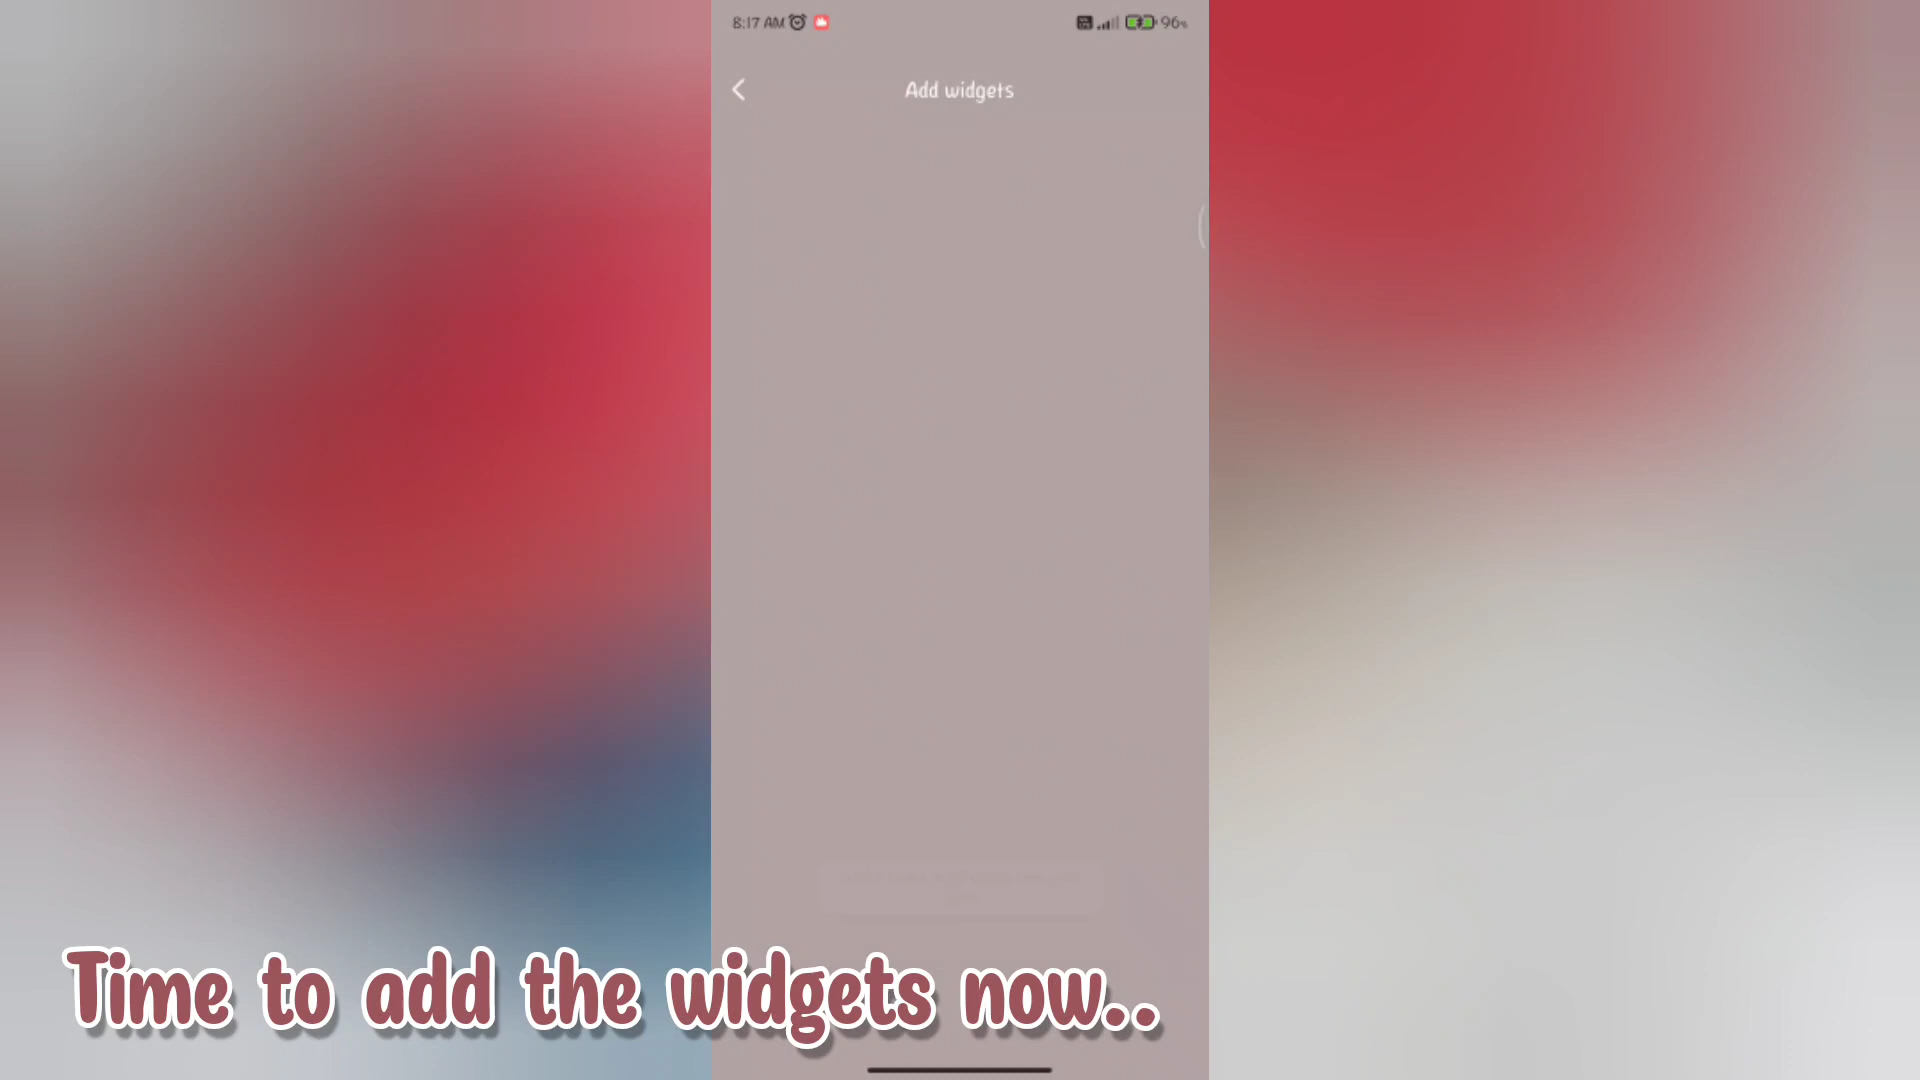 8:17 AM
96%
Add widgets
Time to add the widgets now..